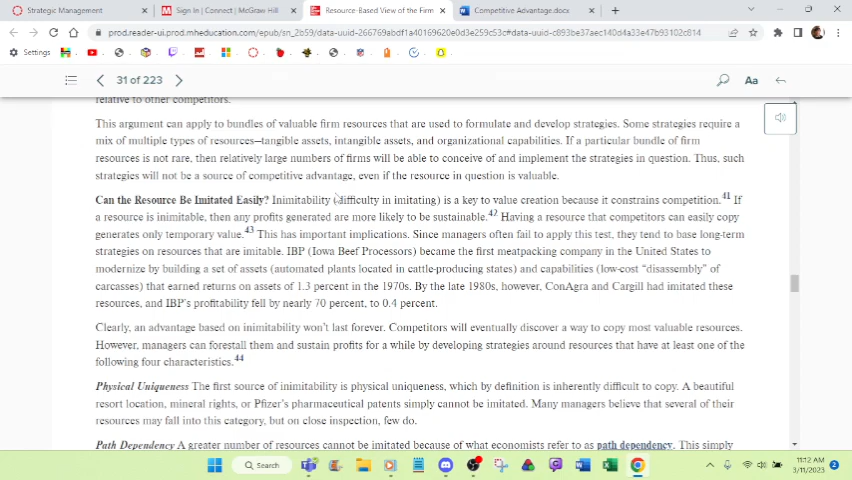 Strategic Management
Sign In | Connect | McGraw Hill
Resource-Based View of the Firm
Competitive Advantage.docx
prod.reader-ui.prod.mheducation.com/epub/sn_2b59/data-uuid-266769abdf1a40169620e0d3e259c53c#data-uuid-c893be37aec140d4a33e47b93102c814
Settings
31 of 223
Aa
relative to other competitors.
This argument can apply to bundles of valuable firm resources that are used to formulate and develop strategies. Some strategies require a
mix of multiple types of resources—tangible assets, intangible assets, and organizational capabilities. If a particular bundle of firm
resources is not rare, then relatively large numbers of firms will be able to conceive of and implement the strategies in question. Thus, such
strategies will not be a source of competitive advantage, even if the resource in question is valuable.
Can the Resource Be Imitated Easily? Inimitability (difficulty in imitating) is a key to value creation because it constrains competition.41 If
a resource is inimitable, then any profits generated are more likely to be sustainable.42 Having a resource that competitors can easily copy
generates only temporary value.43 This has important implications. Since managers often fail to apply this test, they tend to base long-term
strategies on resources that are imitable. IBP (Iowa Beef Processors) became the first meatpacking company in the United States to
modernize by building a set of assets (automated plants located in cattle-producing states) and capabilities (low-cost “disassembly” of
carcasses) that earned returns on assets of 1.3 percent in the 1970s. By the late 1980s, however, ConAgra and Cargill had imitated these
resources, and IBP’s profitability fell by nearly 70 percent, to 0.4 percent.
Clearly, an advantage based on inimitability won’t last forever. Competitors will eventually discover a way to copy most valuable resources.
However, managers can forestall them and sustain profits for a while by developing strategies around resources that have at least one of the
following four characteristics.44
Physical Uniqueness The first source of inimitability is physical uniqueness, which by definition is inherently difficult to copy. A beautiful
resort location, mineral rights, or Pfizer’s pharmaceutical patents simply cannot be imitated. Many managers believe that several of their
resources may fall into this category, but on close inspection, few do.
Path Dependency A greater number of resources cannot be imitated because of what economists refer to as path dependency. This simply
Search
11:12 AM
3/11/2023
2